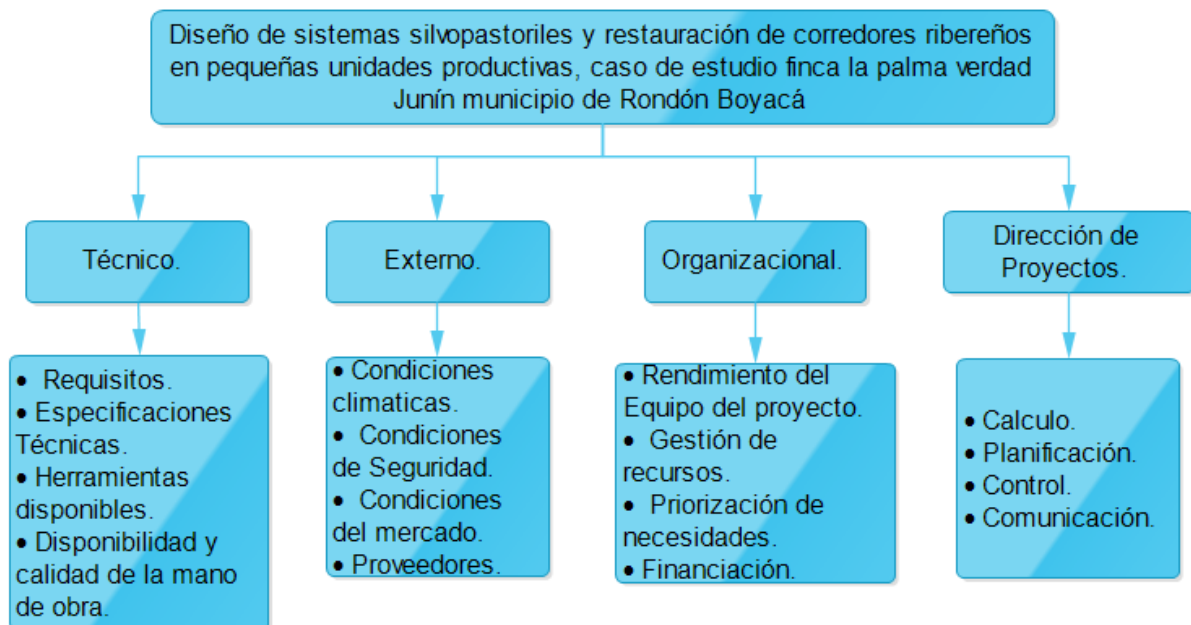 Diseño de sistemas silvopastoriles y restauración de corredores ribereños
en pequeñas unidades productivas, caso de estudio finca la palma verdad
Junín municipio de Rondón Boyacá
Técnico.
Externo.
Organizacional.
Dirección de
Proyectos.
• Requisitos.
• Especificaciones
Técnicas.
• Herramientas
disponibles.
• Disponibilidad y
calidad de la mano
de obra.
• Condiciones
climaticas.
• Condiciones
de Seguridad.
• Condiciones
del mercado.
• Proveedores.
• Rendimiento del
Equipo del proyecto.
• Gestión de
recursos.
• Priorización de
necesidades.
• Financiación.
• Calculo.
• Planificación.
• Control.
• Comunicación.